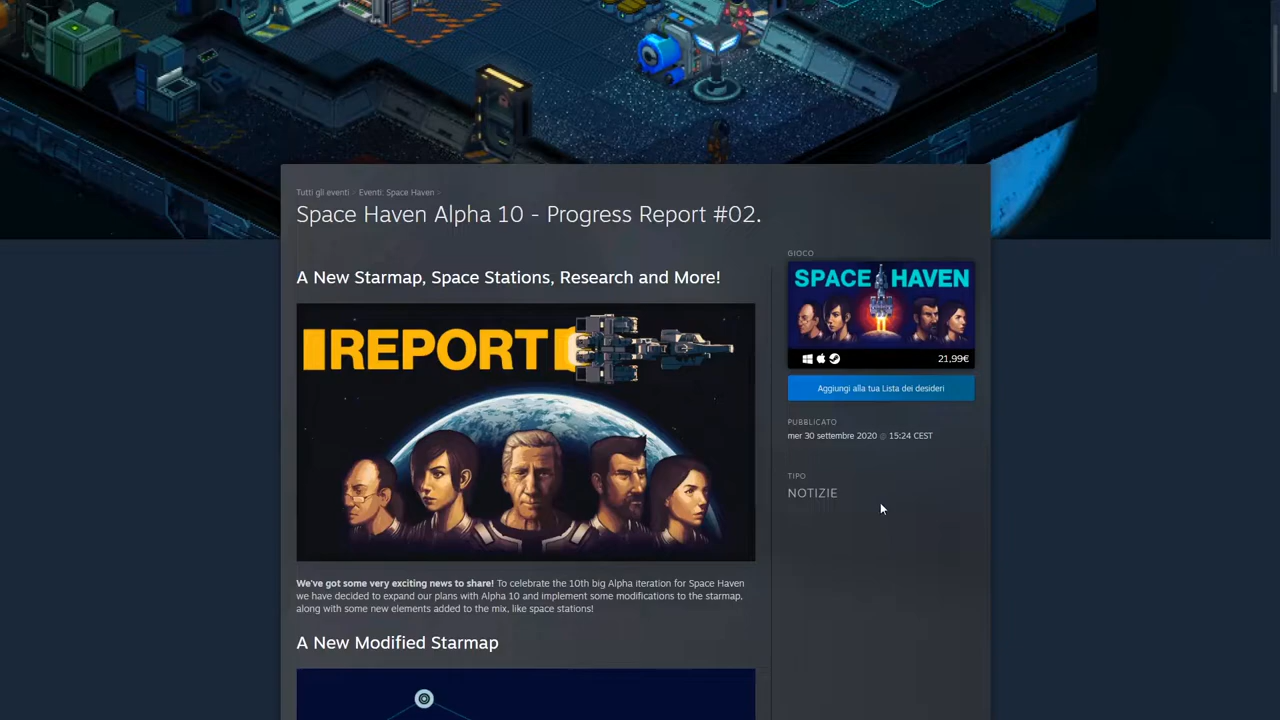 Tutti gli eventi > Eventi: Space Haven >
Space Haven Alpha 10 - Progress Report #02.
A New Starmap, Space Stations, Research and More!
REPORT
We've got some very exciting news to share! To celebrate the 10th big Alpha iteration for Space Haven
we have decided to expand our plans with Alpha 10 and implement some modifications to the starmap,
along with some new elements added to the mix, like space stations!
A New Modified Starmap
GIOCO
SPACE HAVEN
21,99€
Aggiungi alla tua Lista dei desideri
PUBBLICATO
mer 30 settembre 2020 @ 15:24 CEST
TIPO
NOTIZIE